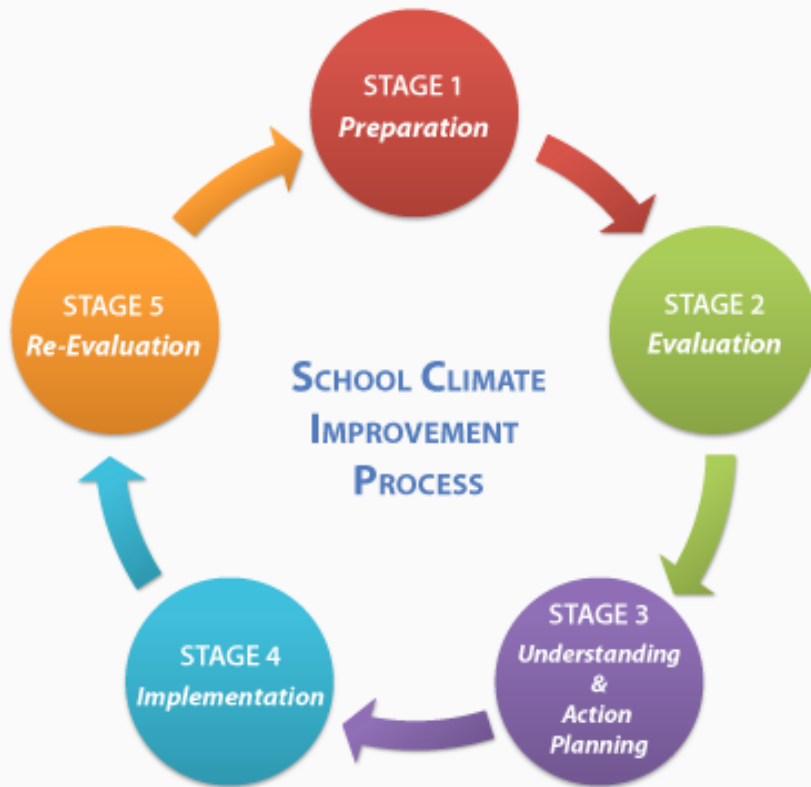 STAGE 1
Preparation
STAGE 2
Evaluation
STAGE 3
Understanding
&
Action
Planning
STAGE 4
Implementation
STAGE 5
Re-Evaluation
SCHOOL CLIMATE
IMPROVEMENT
PROCESS